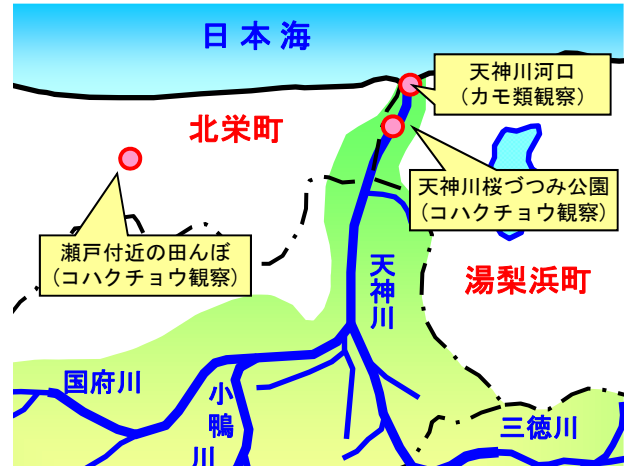 日本海
天神川河口
（カモ類観察）
北栄町
天神川桜づつみ公園
（コハクチョウ観察）
瀬戸付近の田んぼ
（コハクチョウ観察）
天神川
湯梨浜町
国府川
小鴨川
三徳川